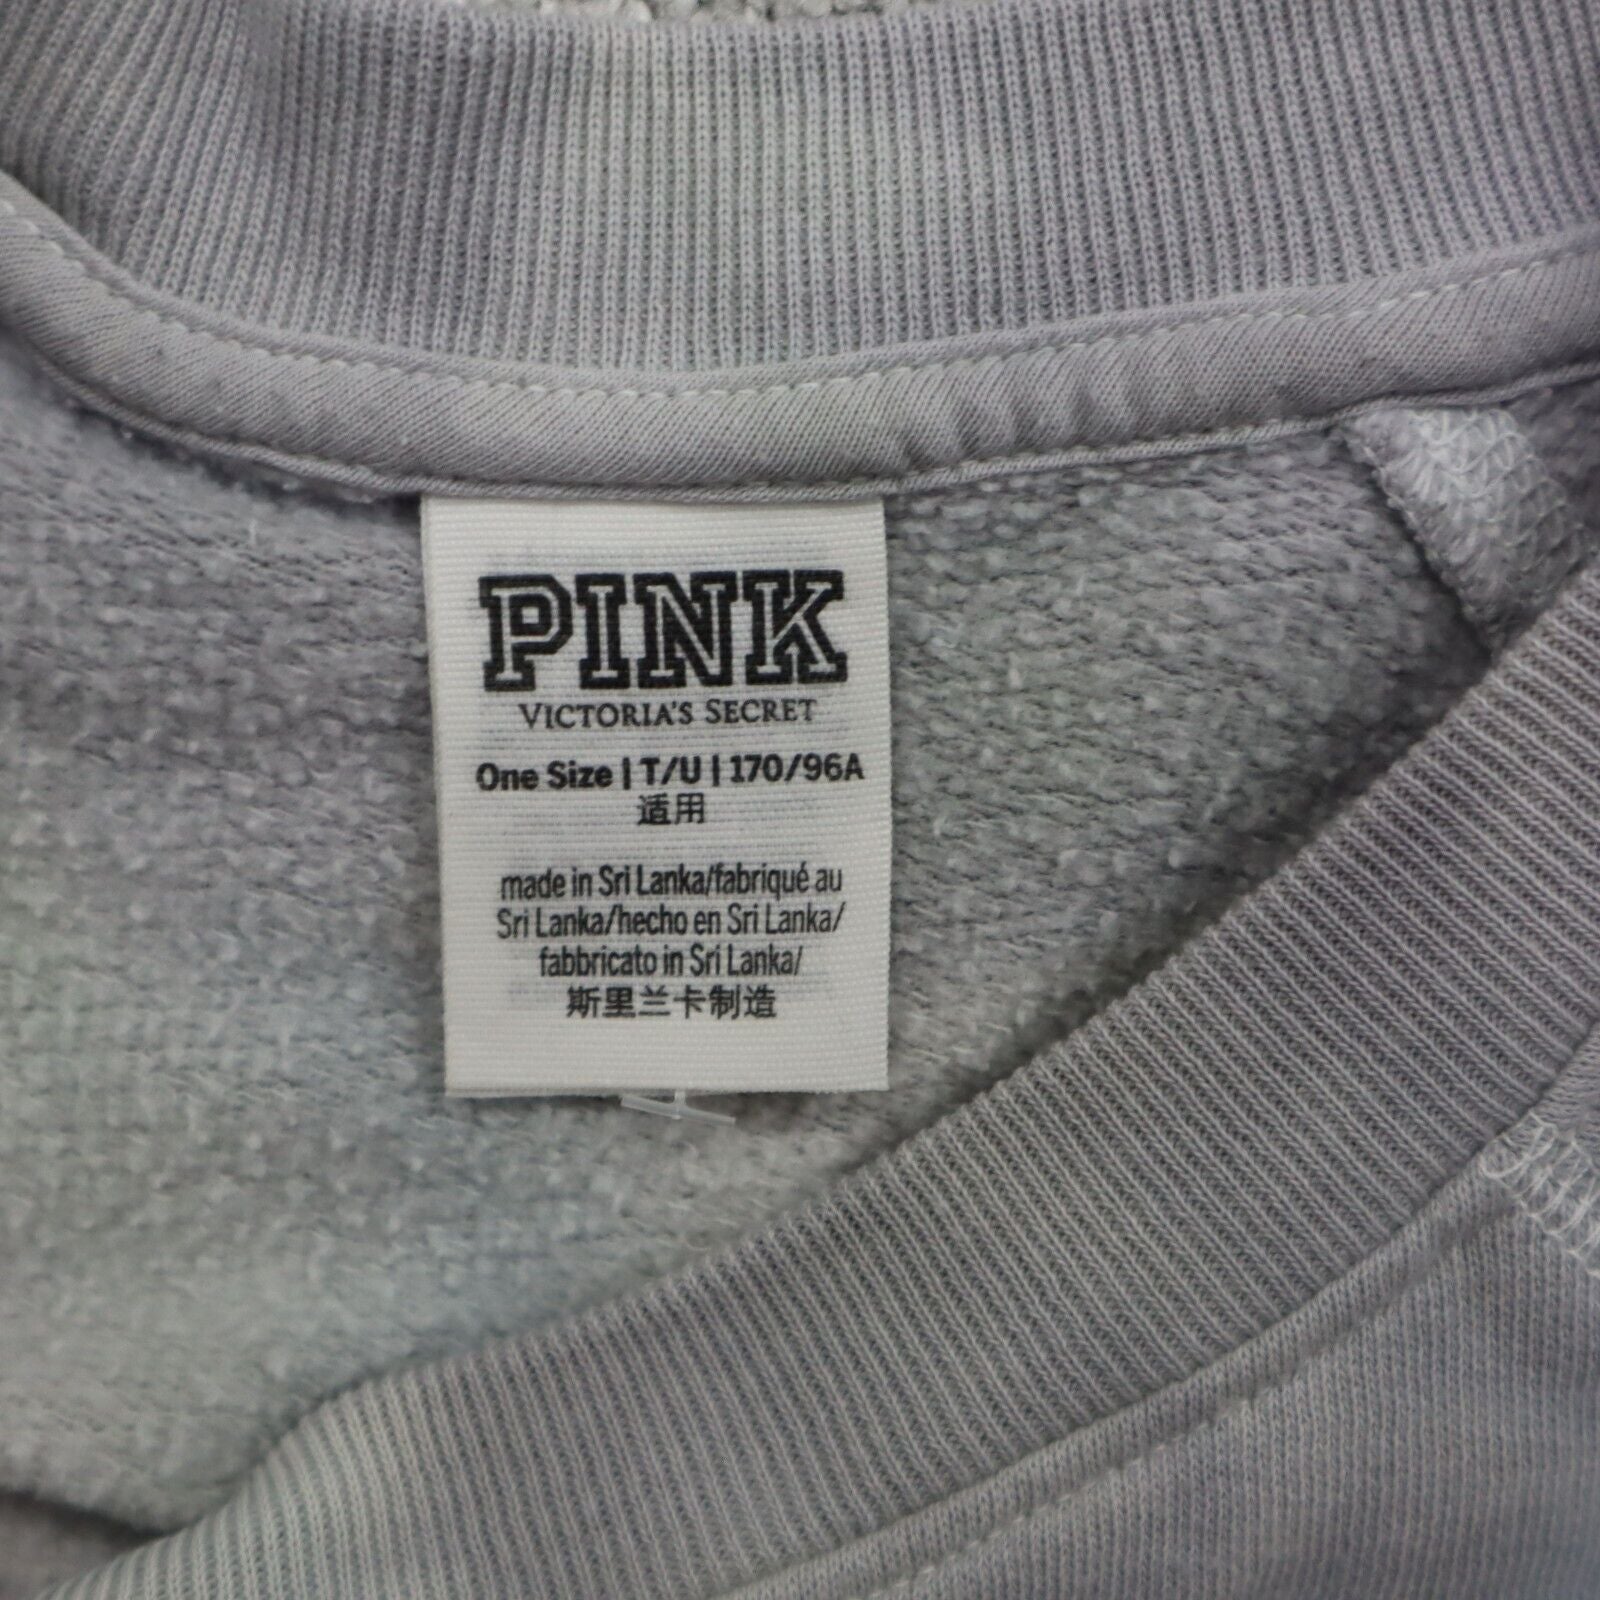 PINK
VICTORIA'S SECRET
One Size | T/U | 170/96A
适用
made in Sri Lanka/fabriqué au
Sri Lanka/hecho en Sri Lanka/
fabbricato in Sri Lanka/
斯里兰卡制造